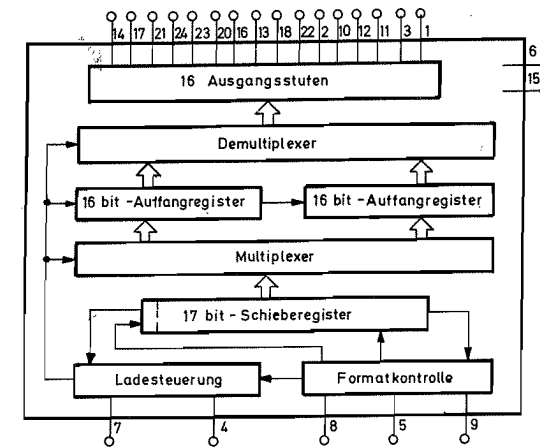 14 17 21 24 23 20 16 13 18 22 2 10 12 11 3 1
6
15
16 Ausgangsstufen
Demultiplexer
16 bit - Auffangregister 16 bit - Auffangregister
Multiplexer
17 bit - Schieberegister
Ladesteuerung Formatkontrolle
7 4 8 5 9